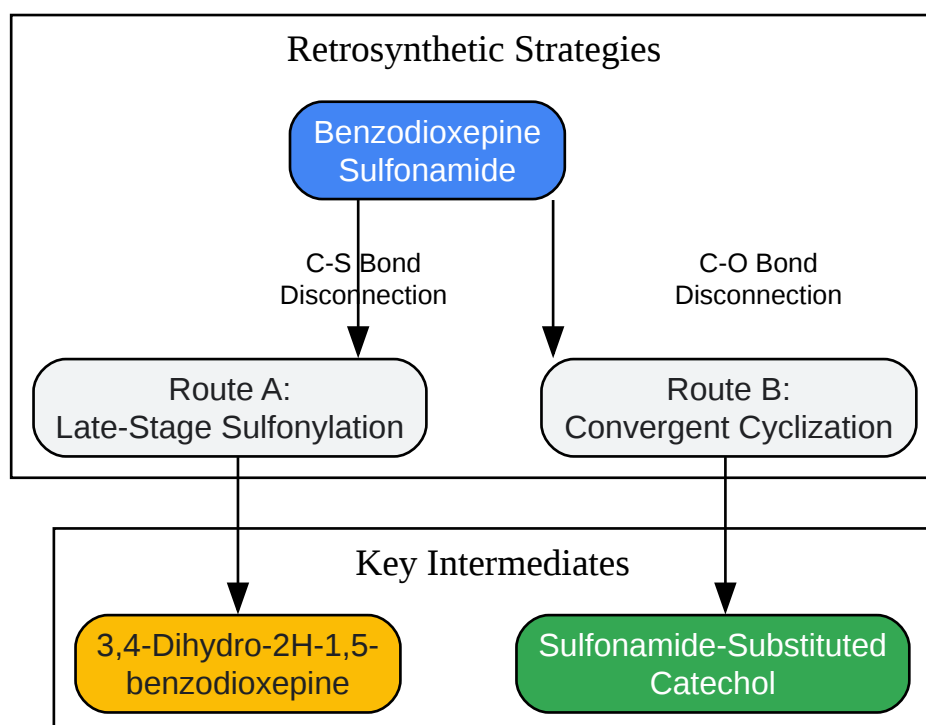 Retrosynthetic Strategies
Benzodioxepine
Sulfonamide
C-S Bond
Disconnection
C-O Bond
Disconnection
Route A:
Late-Stage Sulfonylation
Route B:
Convergent Cyclization
Key Intermediates
3,4-Dihydro-2H-1,5-
benzodioxepine
Sulfonamide-Substituted
Catechol